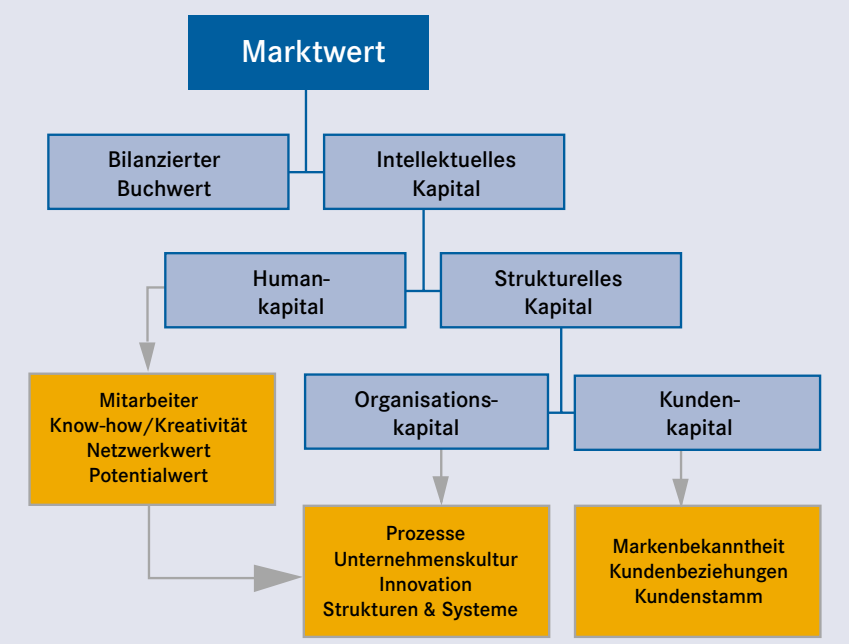 Marktwert
Bilanzierter
Buchwert
Intellektuelles
Kapital
Human-
kapital
Strukturelles
Kapital
Mitarbeiter
Know-how/Kreativität
Netzwerkwert
Potentialwert
Organisations-
kapital
Kunden-
kapital
Prozesse
Unternehmenskultur
Innovation
Strukturen & Systeme
Markenbekanntheit
Kundenbeziehungen
Kundenstamm